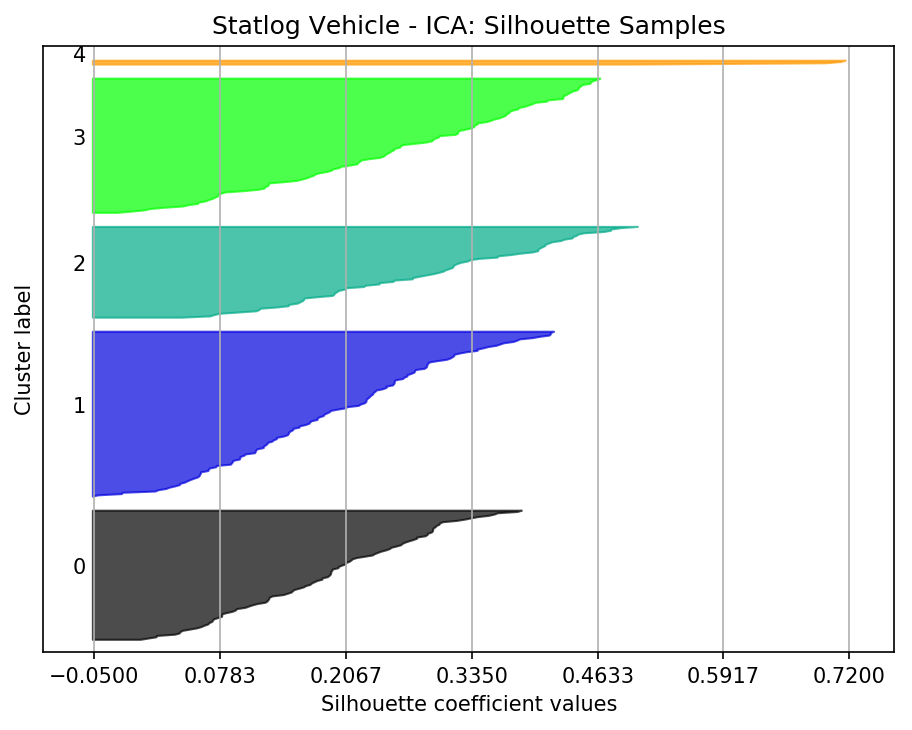 Statlog Vehicle - ICA: Silhouette Samples
4
3
2
1
0
Cluster label
−0.0500 0.0783 0.2067 0.3350 0.4633 0.5917 0.7200
Silhouette coefficient values